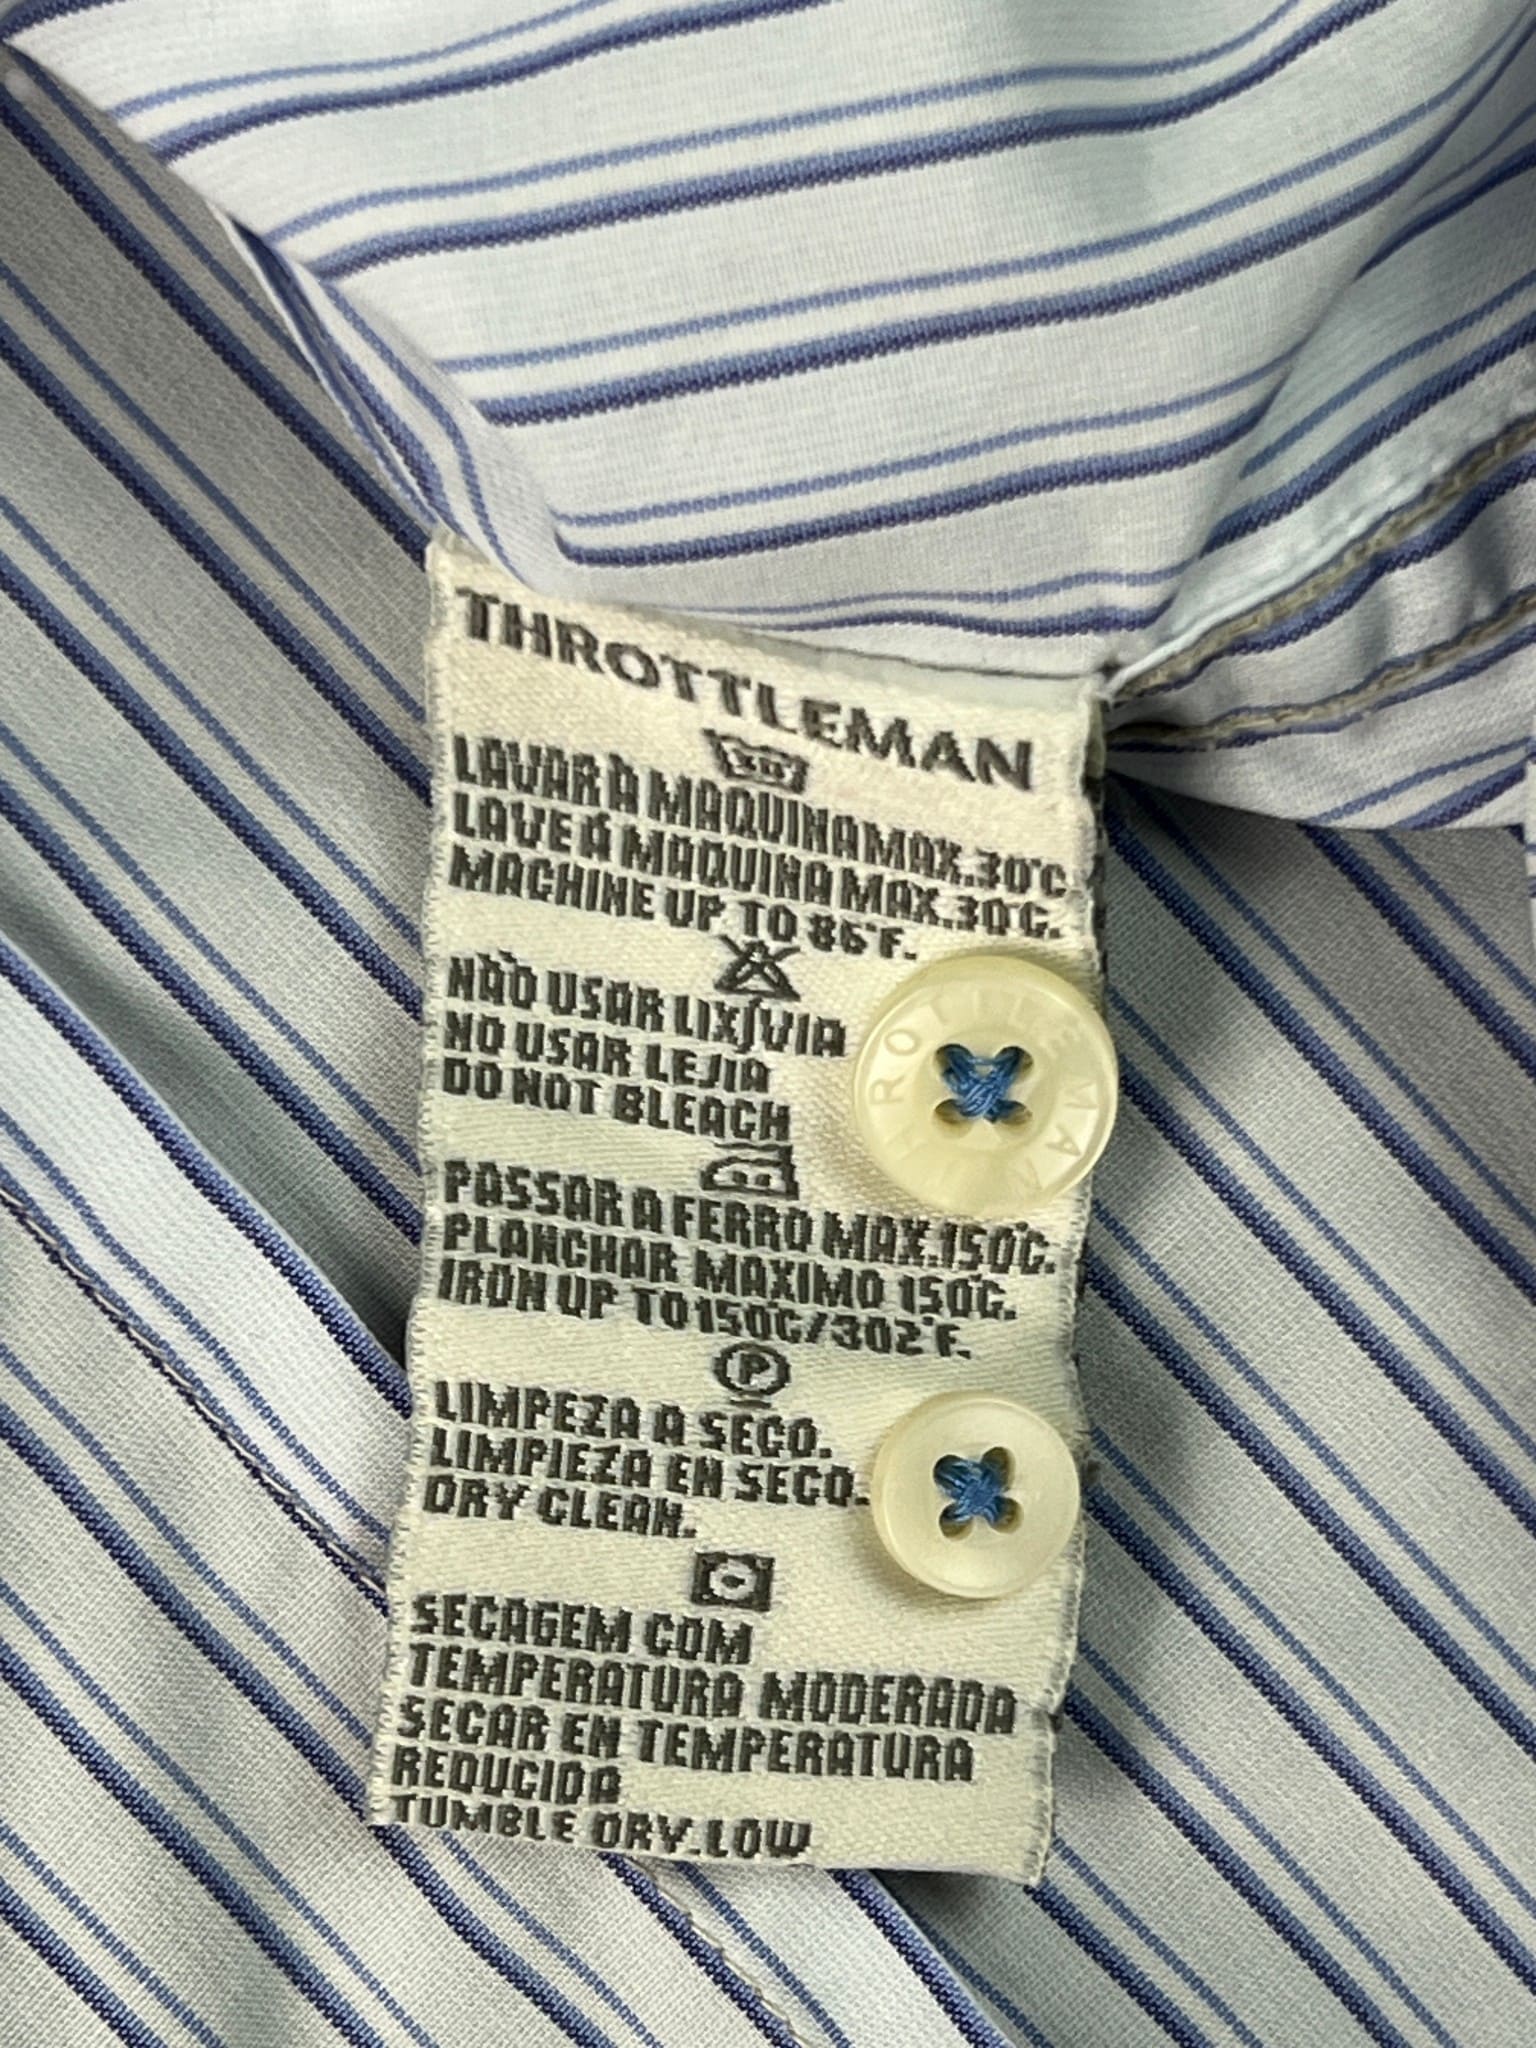 THROTTLEMAN
30
LAVAR À MAQUINA MAX.30°C
LAVE Á MAQUINA MAX.30°C.
MACHINE UP TO 86°F.
NÃO USAR LIXÍVIA
NO USAR LEJIA
DO NOT BLEACH
PASSAR A FERRO MAX.150°C.
PLANCHAR MAXIMO 150°C.
IRON UP TO 150°C/302°F.
P
LIMPEZA A SECO.
LIMPIEZA EN SECO.
DRY CLEAN.
SECAGEM COM
TEMPERATURA MODERADA
SECAR EN TEMPERATURA
REDUCIDA
TUMBLE DRY.LOW
ROTTLEMAN